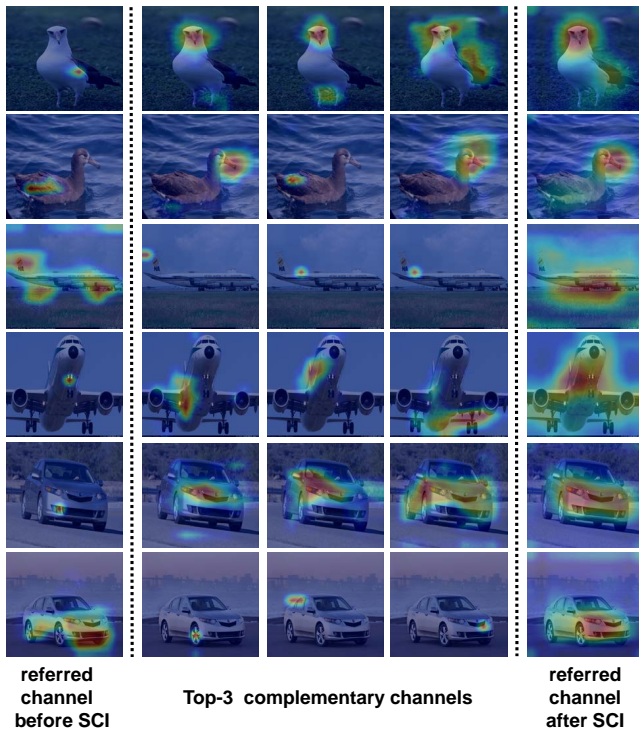 referred
channel
before SCI
Top-3 complementary channels
referred
channel
after SCI